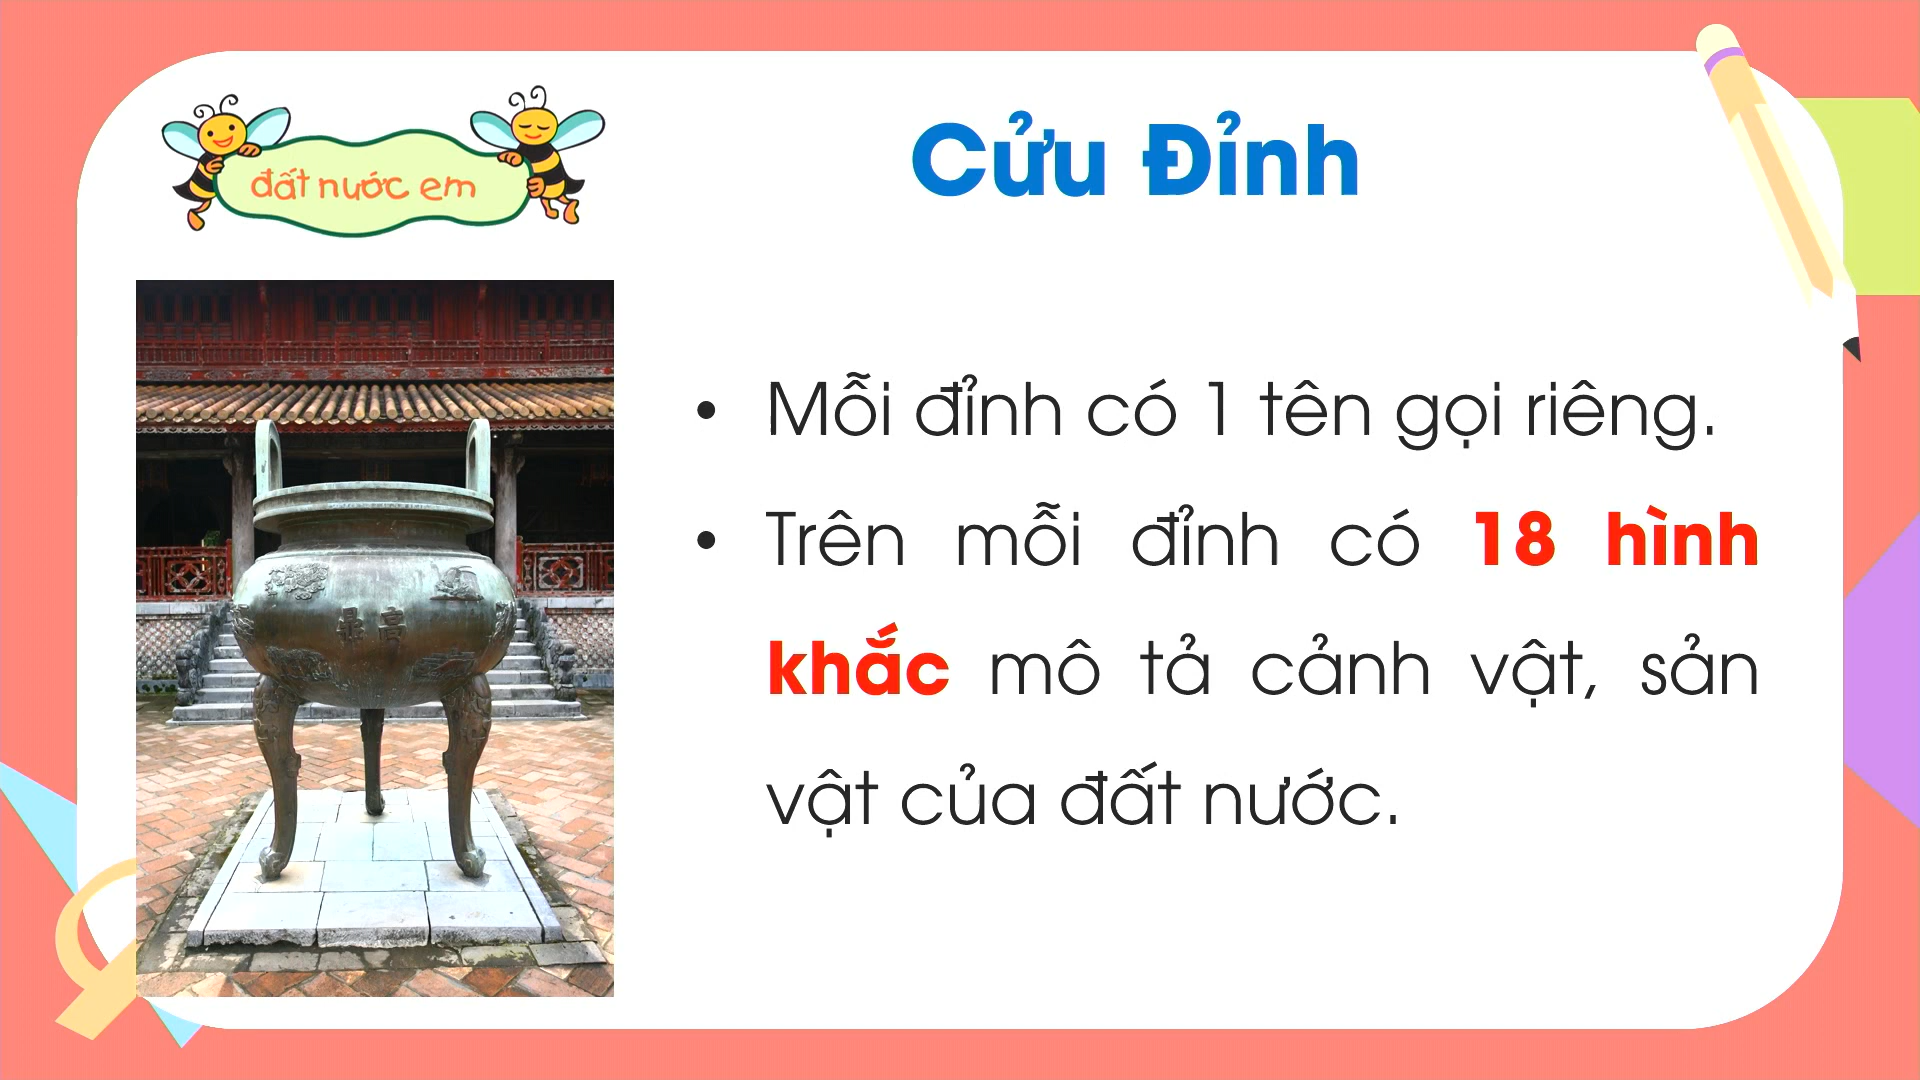 đất nước em
Cửu Đỉnh
• Mỗi đỉnh có 1 tên gọi riêng.
• Trên mỗi đỉnh có 18 hình
khắc mô tả cảnh vật, sản
vật của đất nước.